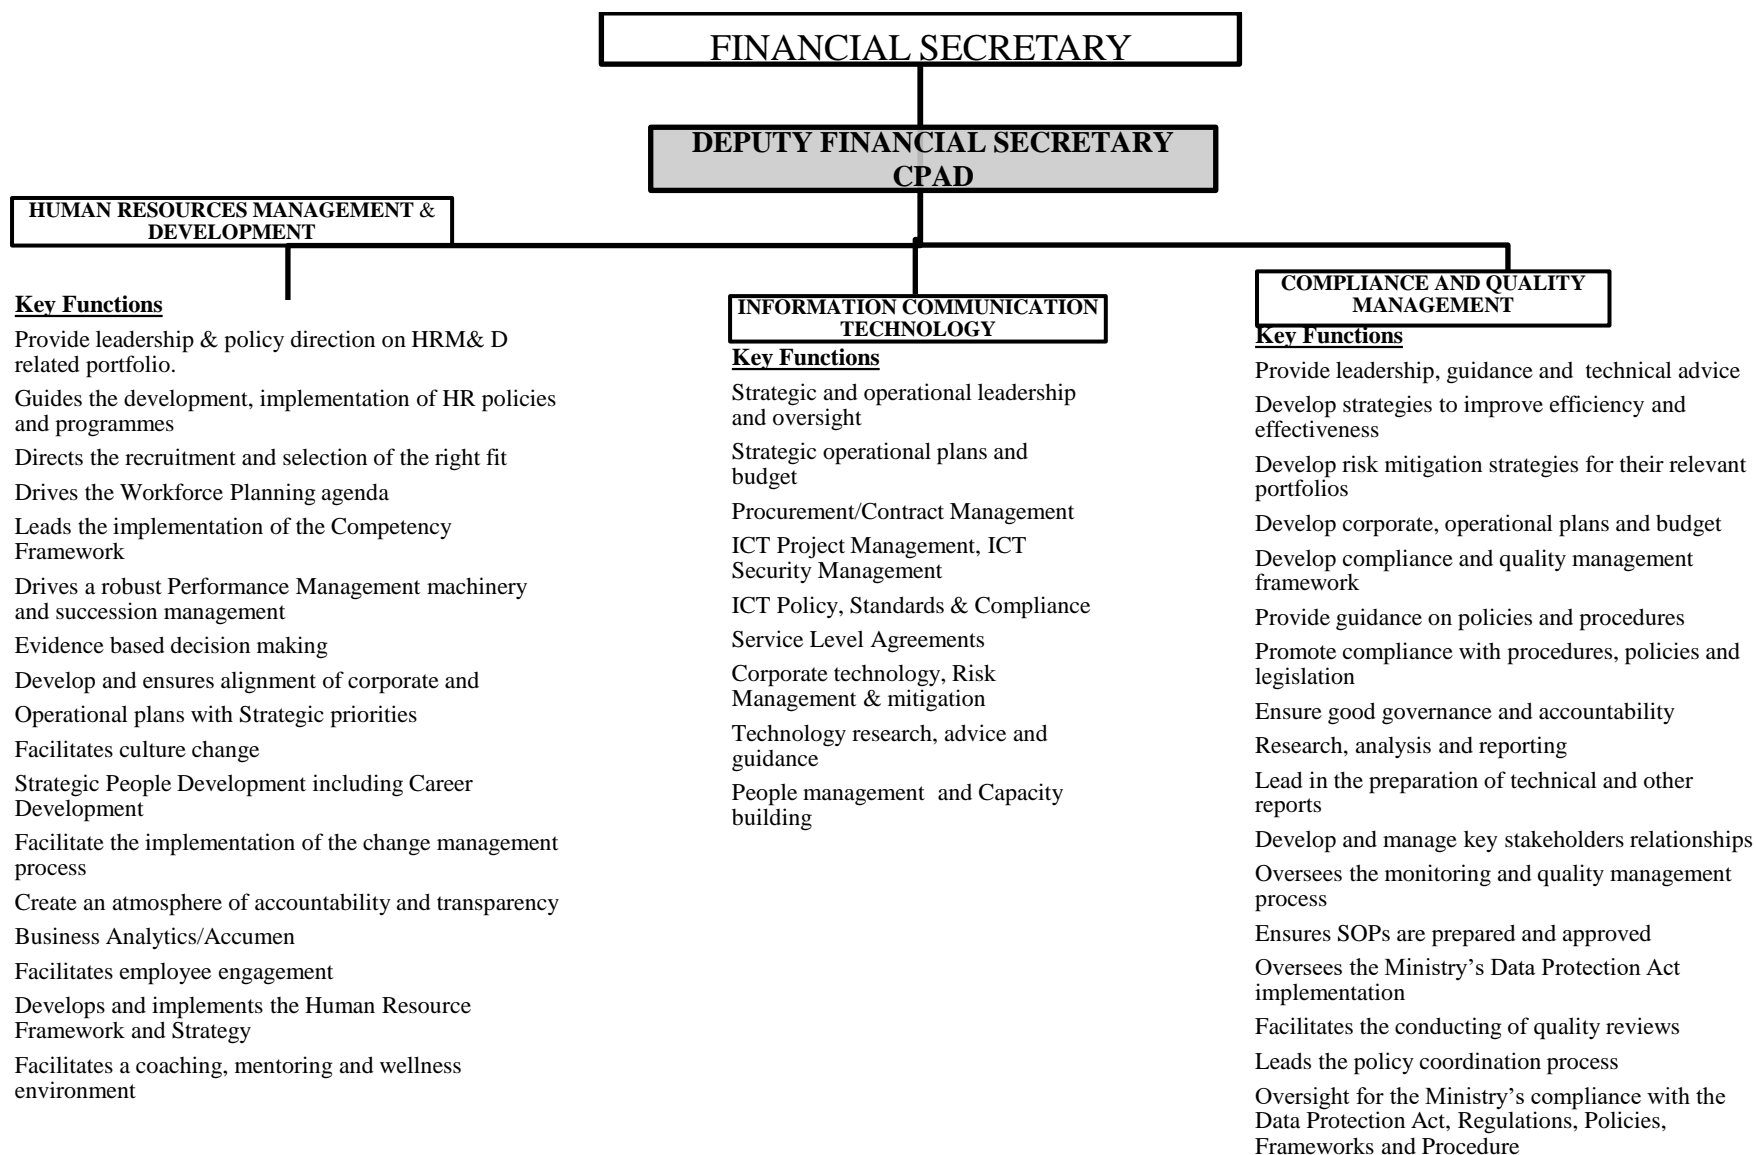 FINANCIAL SECRETARY
DEPUTY FINANCIAL SECRETARY
CPAD
HUMAN RESOURCES MANAGEMENT &
DEVELOPMENT
Key Functions
Provide leadership & policy direction on HRM& D
related portfolio.
Guides the development, implementation of HR policies
and programmes
Directs the recruitment and selection of the right fit
Drives the Workforce Planning agenda
Leads the implementation of the Competency
Framework
Drives a robust Performance Management machinery
and succession management
Evidence based decision making
Develop and ensures alignment of corporate and
Operational plans with Strategic priorities
Facilitates culture change
Strategic People Development including Career
Development
Facilitate the implementation of the change management
process
Create an atmosphere of accountability and transparency
Business Analytics/Accumen
Facilitates employee engagement
Develops and implements the Human Resource
Framework and Strategy
Facilitates a coaching, mentoring and wellness
environment
INFORMATION COMMUNICATION
TECHNOLOGY
Key Functions
Strategic and operational leadership
and oversight
Strategic operational plans and
budget
Procurement/Contract Management
ICT Project Management, ICT
Security Management
ICT Policy, Standards & Compliance
Service Level Agreements
Corporate technology, Risk
Management & mitigation
Technology research, advice and
guidance
People management  and Capacity
building
COMPLIANCE AND QUALITY
MANAGEMENT
Key Functions
Provide leadership, guidance and  technical advice
Develop strategies to improve efficiency and
effectiveness
Develop risk mitigation strategies for their relevant
portfolios
Develop corporate, operational plans and budget
Develop compliance and quality management
framework
Provide guidance on policies and procedures
Promote compliance with procedures, policies and
legislation
Ensure good governance and accountability
Research, analysis and reporting
Lead in the preparation of technical and other
reports
Develop and manage key stakeholders relationships
Oversees the monitoring and quality management
process
Ensures SOPs are prepared and approved
Oversees the Ministry’s Data Protection Act
implementation
Facilitates the conducting of quality reviews
Leads the policy coordination process
Oversight for the Ministry’s compliance with the
Data Protection Act, Regulations, Policies,
Frameworks and Procedure